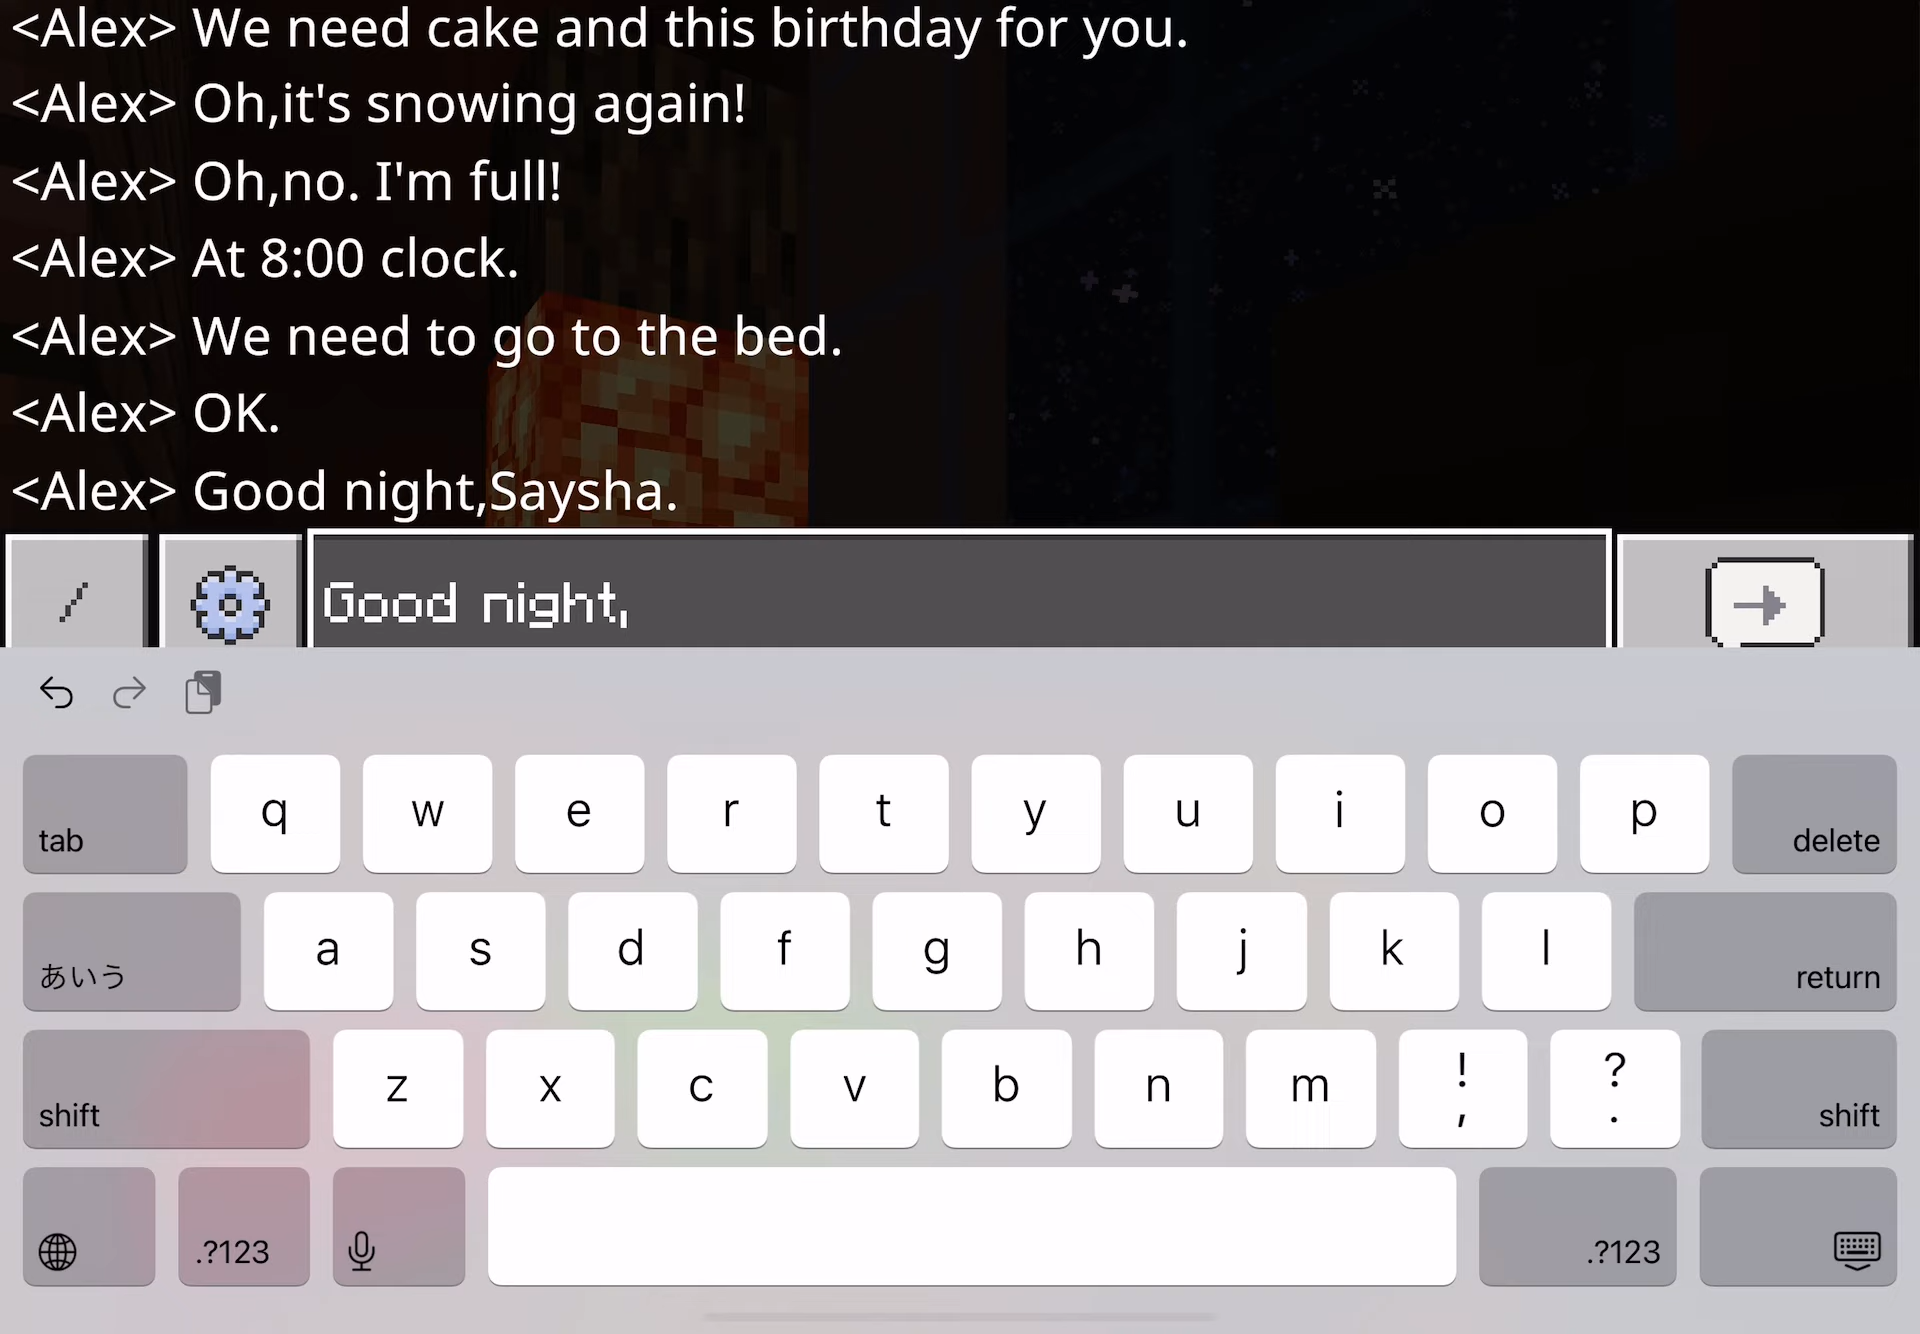 <Alex> We need cake and this birthday for you.
<Alex> Oh,it's snowing again!
<Alex> Oh,no. I'm full!
<Alex> At 8:00 clock.
<Alex> We need to go to the bed.
<Alex> OK.
<Alex> Good night,Saysha.
/ Good night,
tab q w e r t y u i o p delete
あいう a s d f g h j k l return
shift z x c v b n m ! , ? . shift
.?123 .?123